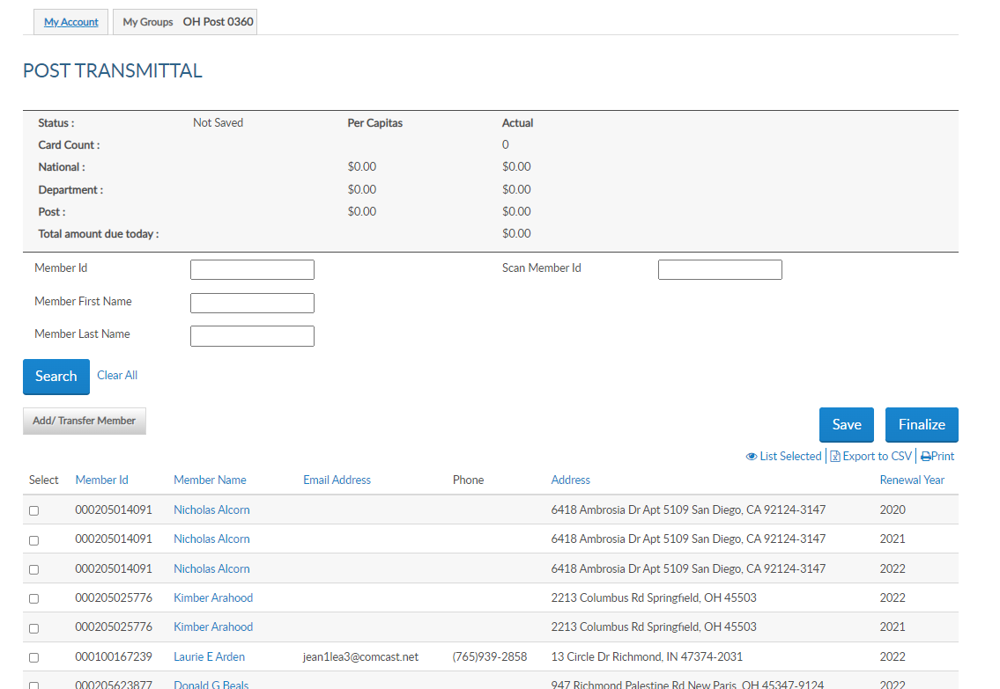 My Account My Groups OH Post 0360
POST TRANSMITTAL
Status : Not Saved Per Capitas Actual
Card Count : 0
National : $0.00 $0.00
Department : $0.00 $0.00
Post : $0.00 $0.00
Total amount due today : $0.00
Member Id Scan Member Id
Member First Name
Member Last Name
Search Clear All
Add/ Transfer Member Save Finalize
List Selected Export to CSV Print
Select Member Id Member Name Email Address Phone Address Renewal Year
000205014091 Nicholas Alcorn 6418 Ambrosia Dr Apt 5109 San Diego, CA 92124-3147 2020
000205014091 Nicholas Alcorn 6418 Ambrosia Dr Apt 5109 San Diego, CA 92124-3147 2021
000205014091 Nicholas Alcorn 6418 Ambrosia Dr Apt 5109 San Diego, CA 92124-3147 2022
000205025776 Kimber Arahood 2213 Columbus Rd Springfield, OH 45503 2022
000205025776 Kimber Arahood 2213 Columbus Rd Springfield, OH 45503 2021
000100167239 Laurie E Arden jean1lea3@comcast.net (765)939-2858 13 Circle Dr Richmond, IN 47374-2031 2022
000205623877 Donald G Beals 947 Richmond Palestine Rd New Paris, OH 45347-9124 2022